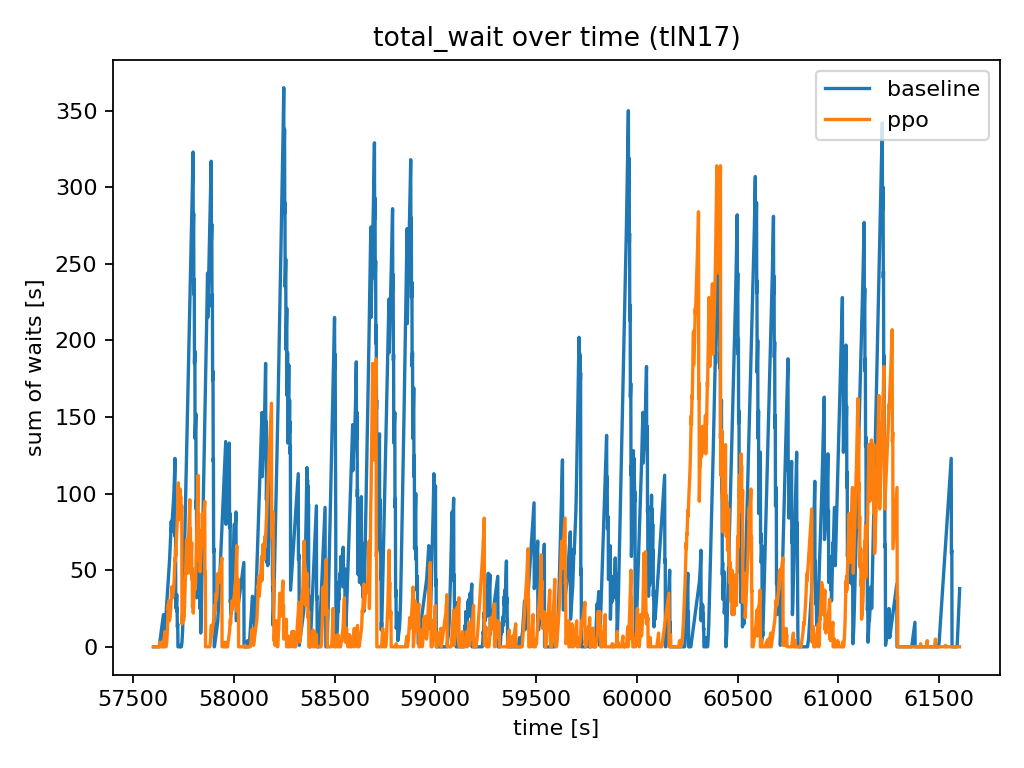 total_wait over time (tlN17)
baseline
ppo
350
300
250
200
150
100
50
0
sum of waits [s]
57500 58000 58500 59000 59500 60000 60500 61000 61500
time [s]